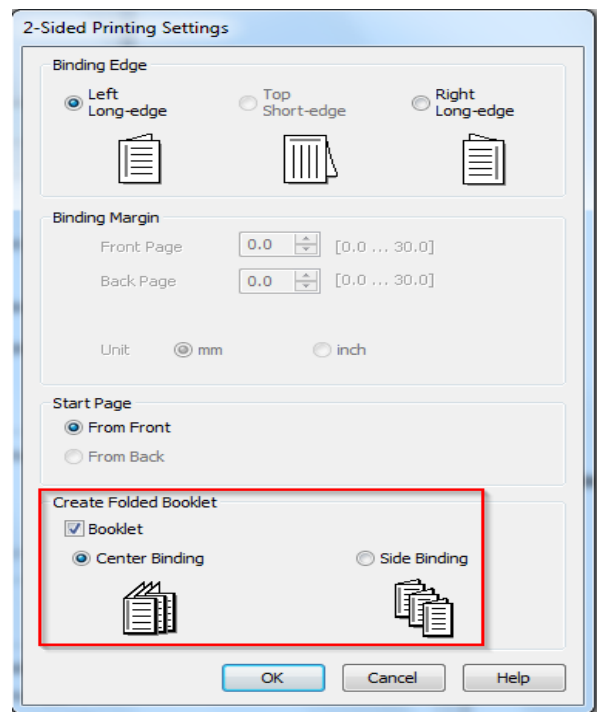 2-Sided Printing Settings
Binding Edge
Left
Long-edge
Top
Short-edge
Right
Long-edge
Binding Margin
Front Page 0.0 [0.0 ... 30.0]
Back Page 0.0 [0.0 ... 30.0]
Unit mm inch
Start Page
From Front
From Back
Create Folded Booklet
Booklet
Center Binding Side Binding
OK Cancel Help